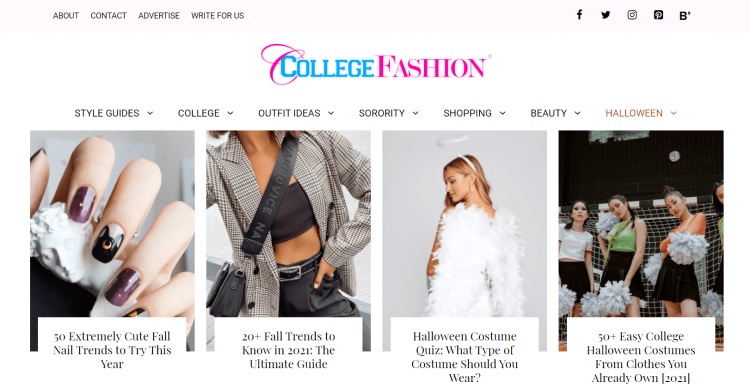 ABOUT CONTACT ADVERTISE WRITE FOR US
B'
COLLEGEFASHION®
STYLE GUIDES COLLEGE OUTFIT IDEAS SORORITY SHOPPING BEAUTY HALLOWEEN
50 Extremely Cute Fall
Nail Trends to Try This
Year
20+ Fall Trends to
Know in 2021: The
Ultimate Guide
Halloween Costume
Quiz: What Type of
Costume Should You
Wear?
50+ Easy College
Halloween Costumes
From Clothes You
Already Own [2021]